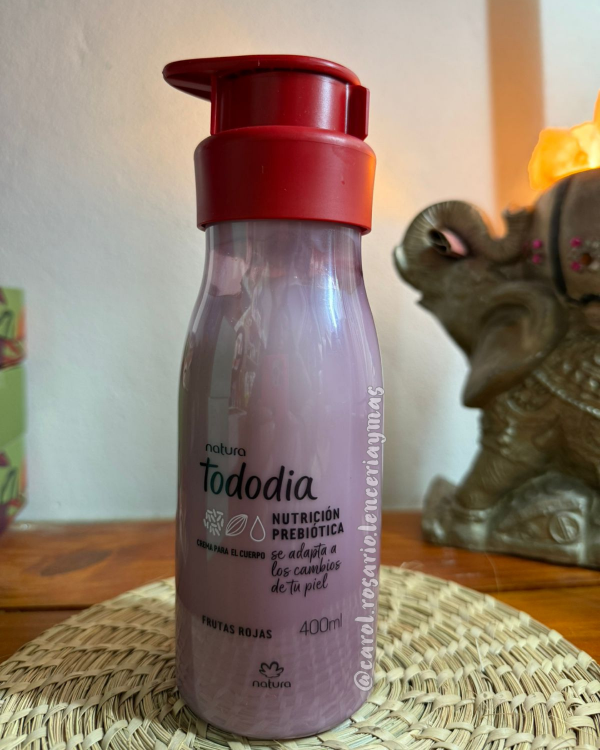 natura
tododia
NUTRICIÓN
PREBIÓTICA
CREMA PARA EL CUERPO
se adapta a
los cambios
de tu piel
FRUTAS ROJAS
400ml
natura
@carol.rosario.lenceriaymas